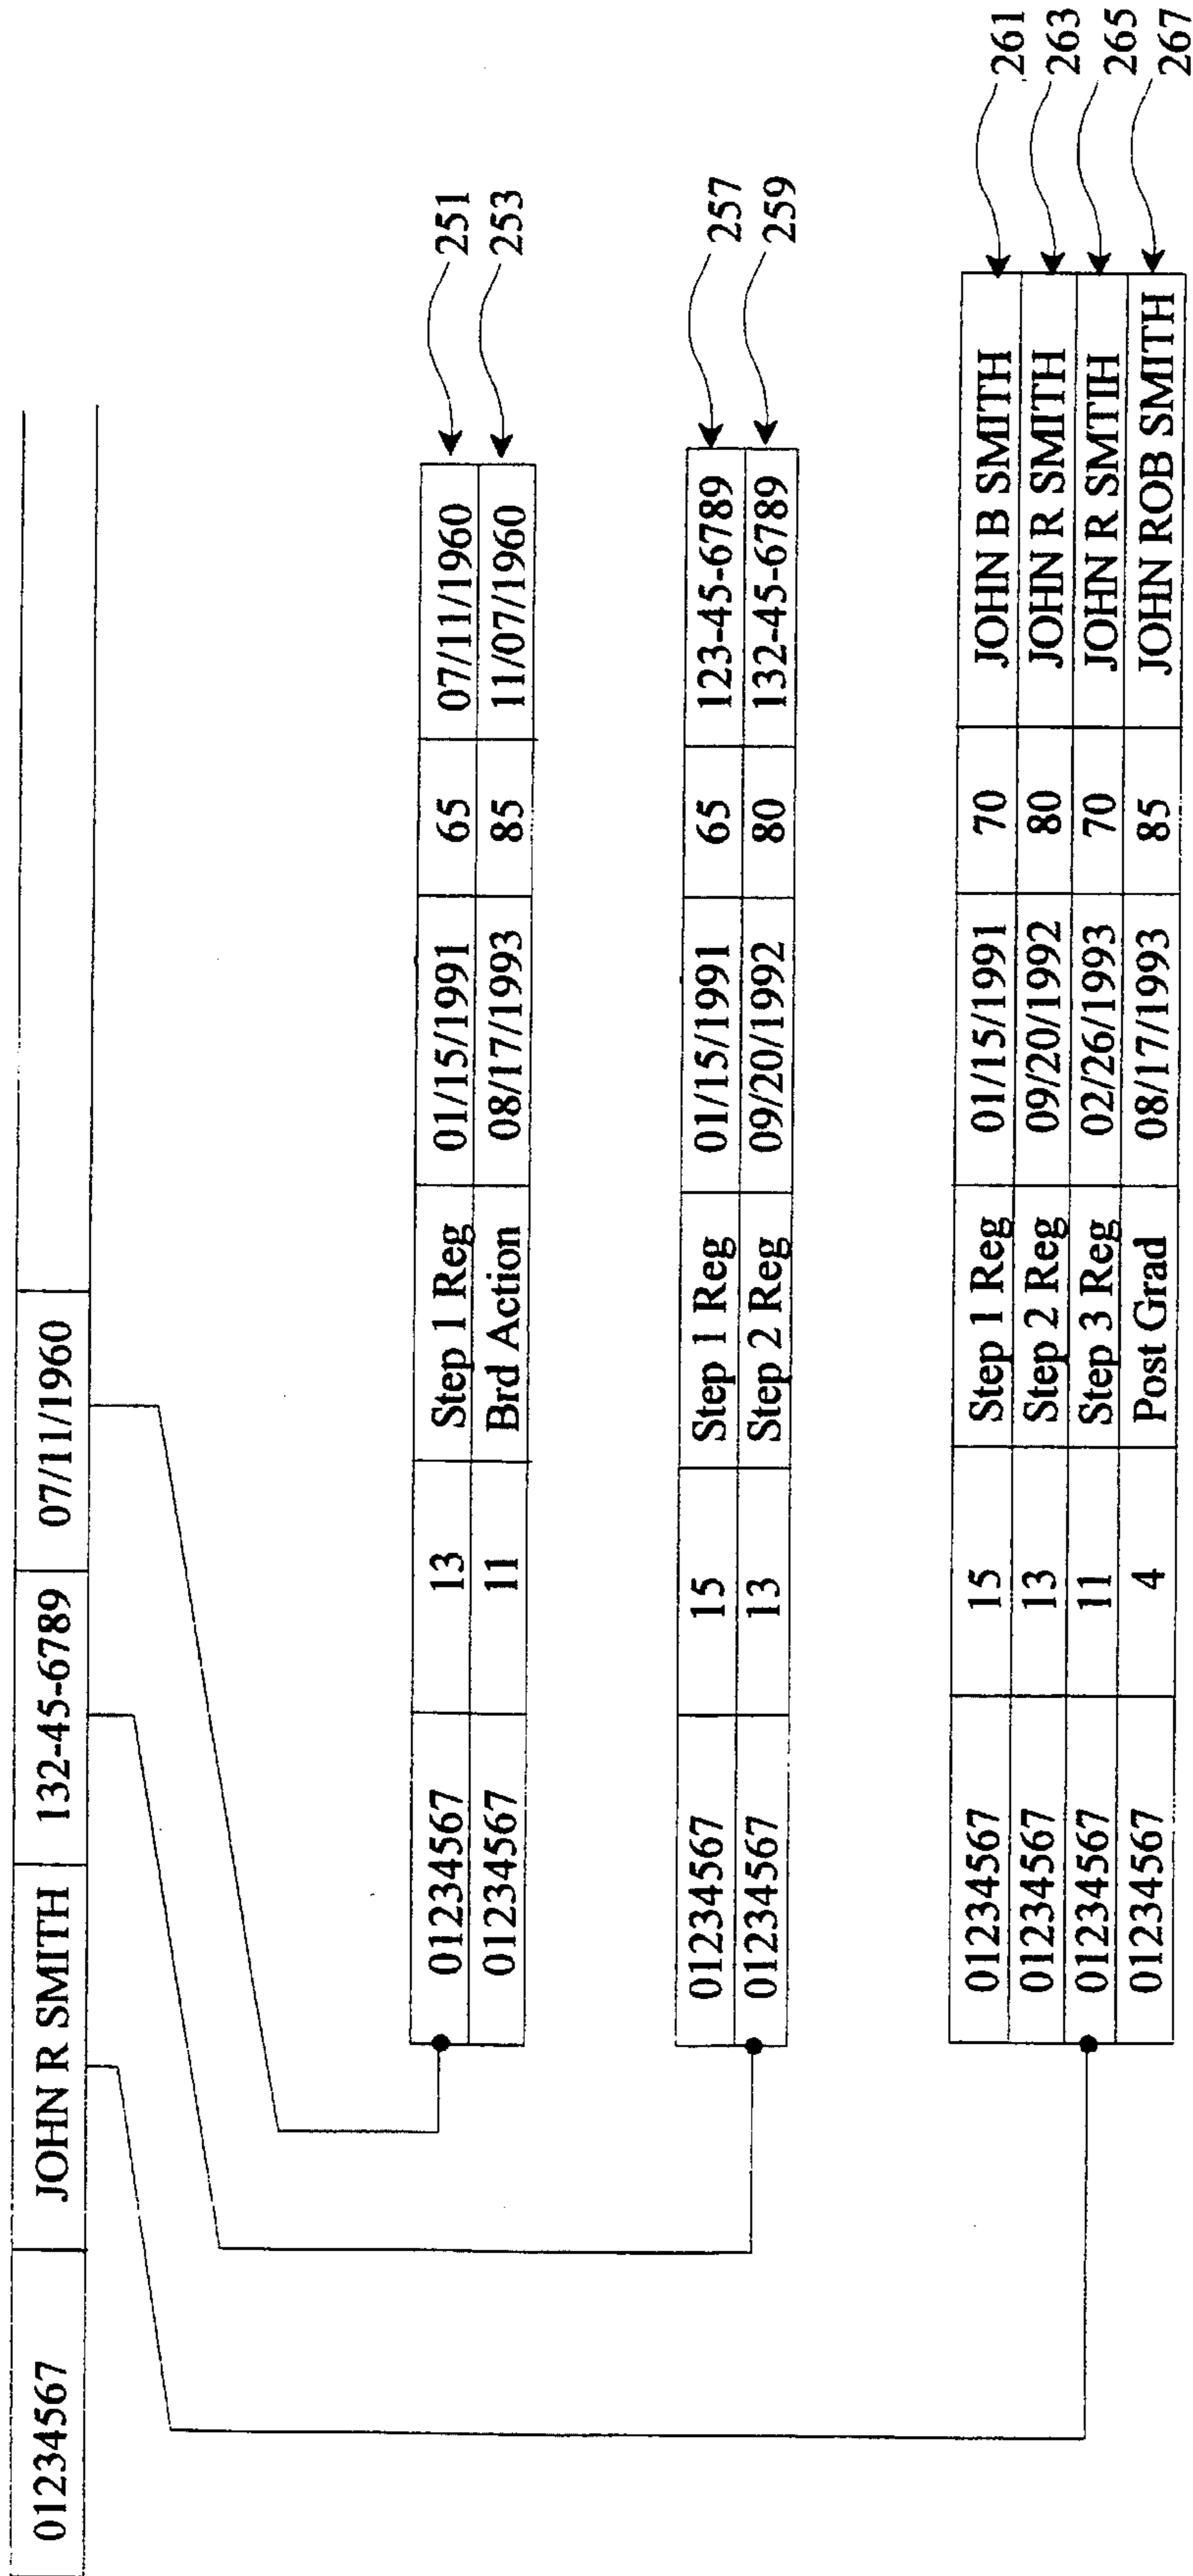 01234567 JOHN R SMITH 132-45-6789 07/11/1960
01234567 13 Step 1 Reg 01/15/1991 65 07/11/1960 251
01234567 11 Brd Action 08/17/1993 85 11/07/1960 253
01234567 15 Step 1 Reg 01/15/1991 65 123-45-6789 257
01234567 13 Step 2 Reg 09/20/1992 80 132-45-6789 259
01234567 15 Step 1 Reg 01/15/1991 70 JOHN B SMITH 261
01234567 13 Step 2 Reg 09/20/1992 80 JOHN R SMITH 263
01234567 11 Step 3 Reg 02/26/1993 70 JOHN R SMTIH 265
01234567 4 Post Grad 08/17/1993 85 JOHN ROB SMITH 267